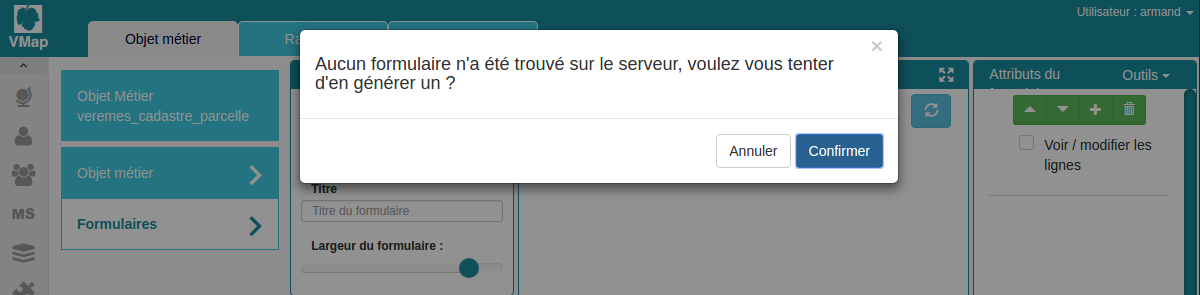 Utilisateur : armand
VMap
Objet métier
Ra
×
Aucun formulaire n'a été trouvé sur le serveur, voulez vous tenter
d'en générer un ?
Annuler
Confirmer
Objet Métier
veremes_cadastre_parcelle
Objet métier
Formulaires
MS
Titre
Titre du formulaire
Largeur du formulaire :
Attributs du
Outils
Voir / modifier les
lignes